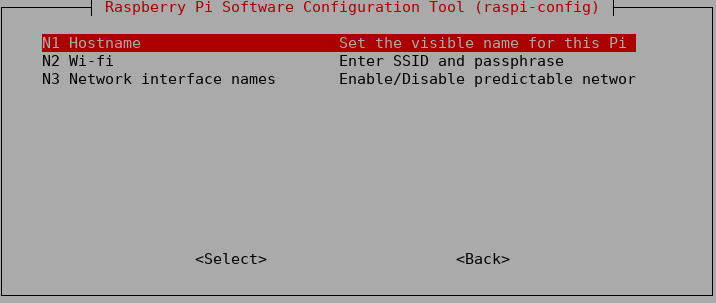 Raspberry Pi Software Configuration Tool (raspi-config)
N1 Hostname Set the visible name for this Pi
N2 Wi-fi Enter SSID and passphrase
N3 Network interface names Enable/Disable predictable networ
<Select> <Back>